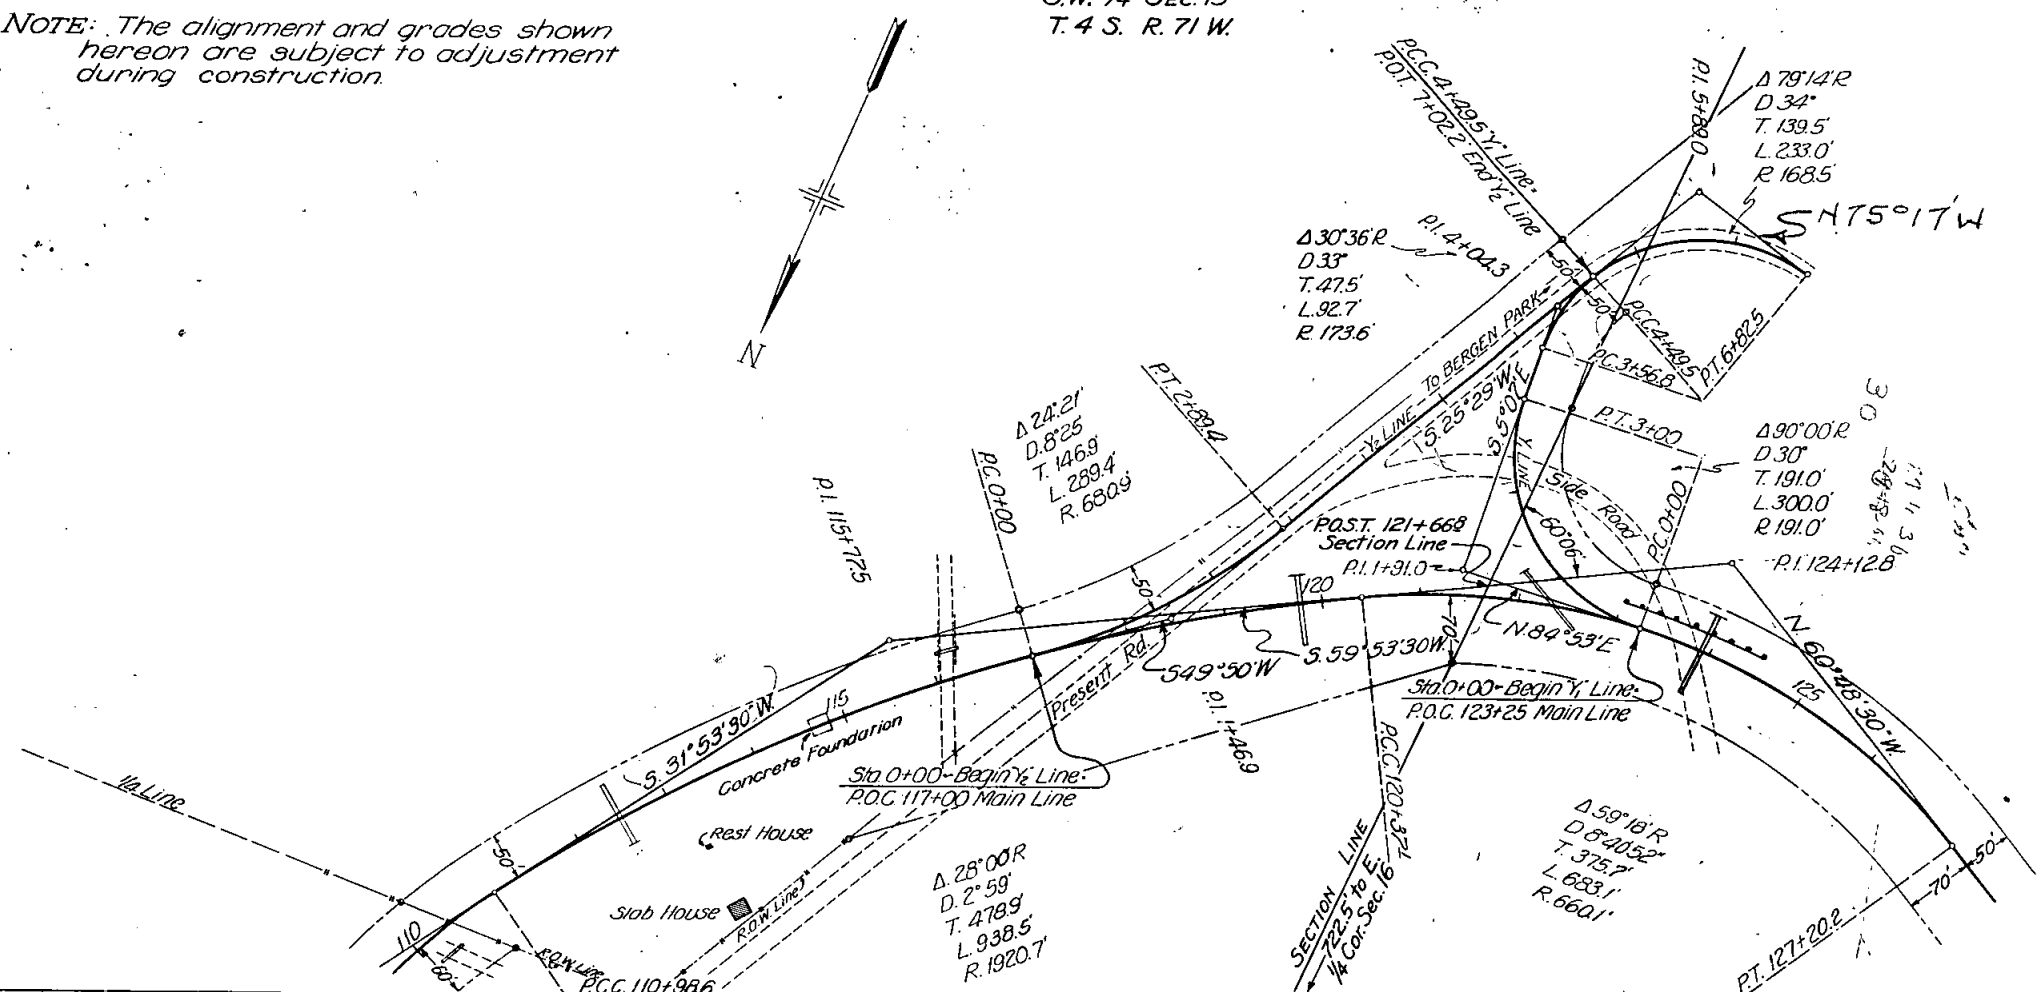 T. 4 S. R. 71 W.
NOTE: The alignment and grades shown
hereon are subject to adjustment
during construction.
N
P.C.C. 4+49.5 Y₁ Line=
P.O.T. 7+02.2 End Y₂ Line
P.I. 5+89.0
Δ 79°14'R
D 34°
T. 139.5'
L. 233.0'
R. 168.5'
N 75°17'W
Δ 30°36'R
D 33°
T. 47.5'
L. 92.7'
R. 173.6'
P.I. 4+04.3
50'
50'
P.C.C. 4+49.5
P.T. 6+82.5
P.C. 3+56.8
P.T. 3+00
To BERGEN PARK
Y₂ LINE
S. 25°29'W.
S. 5°07'E.
Y₁ LINE
Side Road
60°06'
P.C. 0+00
Δ 90°00'R
D 30°
T. 191.0'
L. 300.0'
R. 191.0'
30
P.I. 124+12.8
P.T. 2+89.4
Δ 24°21'
D. 8°25'
T. 146.9'
L. 289.4'
R. 680.9'
P.C. 0+00
P.I. 115+77.5
50'
P.O.S.T. 121+66.8
Section Line
P.I. 1+91.0
120
70'
N. 84°53'E
S. 59°53'30"W.
S 49°50'W
Present Rd.
P.I. 1+46.9
Sta. 0+00-Begin Y₁ Line=
P.O.C. 123+25 Main Line
125
N. 60°48'30"W.
S. 31°53'30"W.
115
Concrete Foundation
Sta. 0+00-Begin Y₂ Line=
P.O.C. 117+00 Main Line
P.C.C. 120+37.1
SECTION LINE
722.5' to E.
¼ Cor. Sec. 16
Rest House
Slab House
R.O.W. Line
Δ. 28°00'R
D. 2°59'
T. 478.9'
L. 938.5'
R. 1920.7'
Δ 59°18'R
D 8°40'52"
T. 375.7'
L. 683.1'
R. 660.1'
50'
70'
P.T. 127+20.2
50'
110
60'
R.O.W. Line
P.C.C. 110+98.6